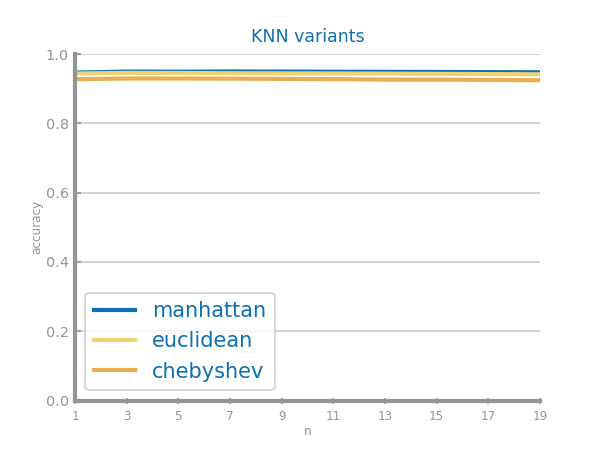 KNN variants
1.0
0.8
0.6
0.4
0.2
0.0
accuracy
manhattan
euclidean
chebyshev
1 3 5 7 9 11 13 15 17 19
n